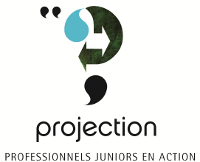 projection
PROFESSIONNELS JUNIORS EN ACTION